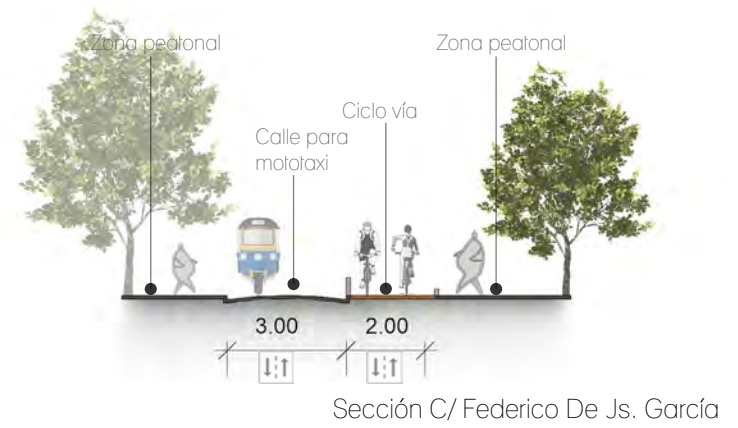 Zona peatonal
Zona peatonal
Ciclo vía
Calle para
mototaxi
3.00
2.00
Sección C/ Federico De Js. García